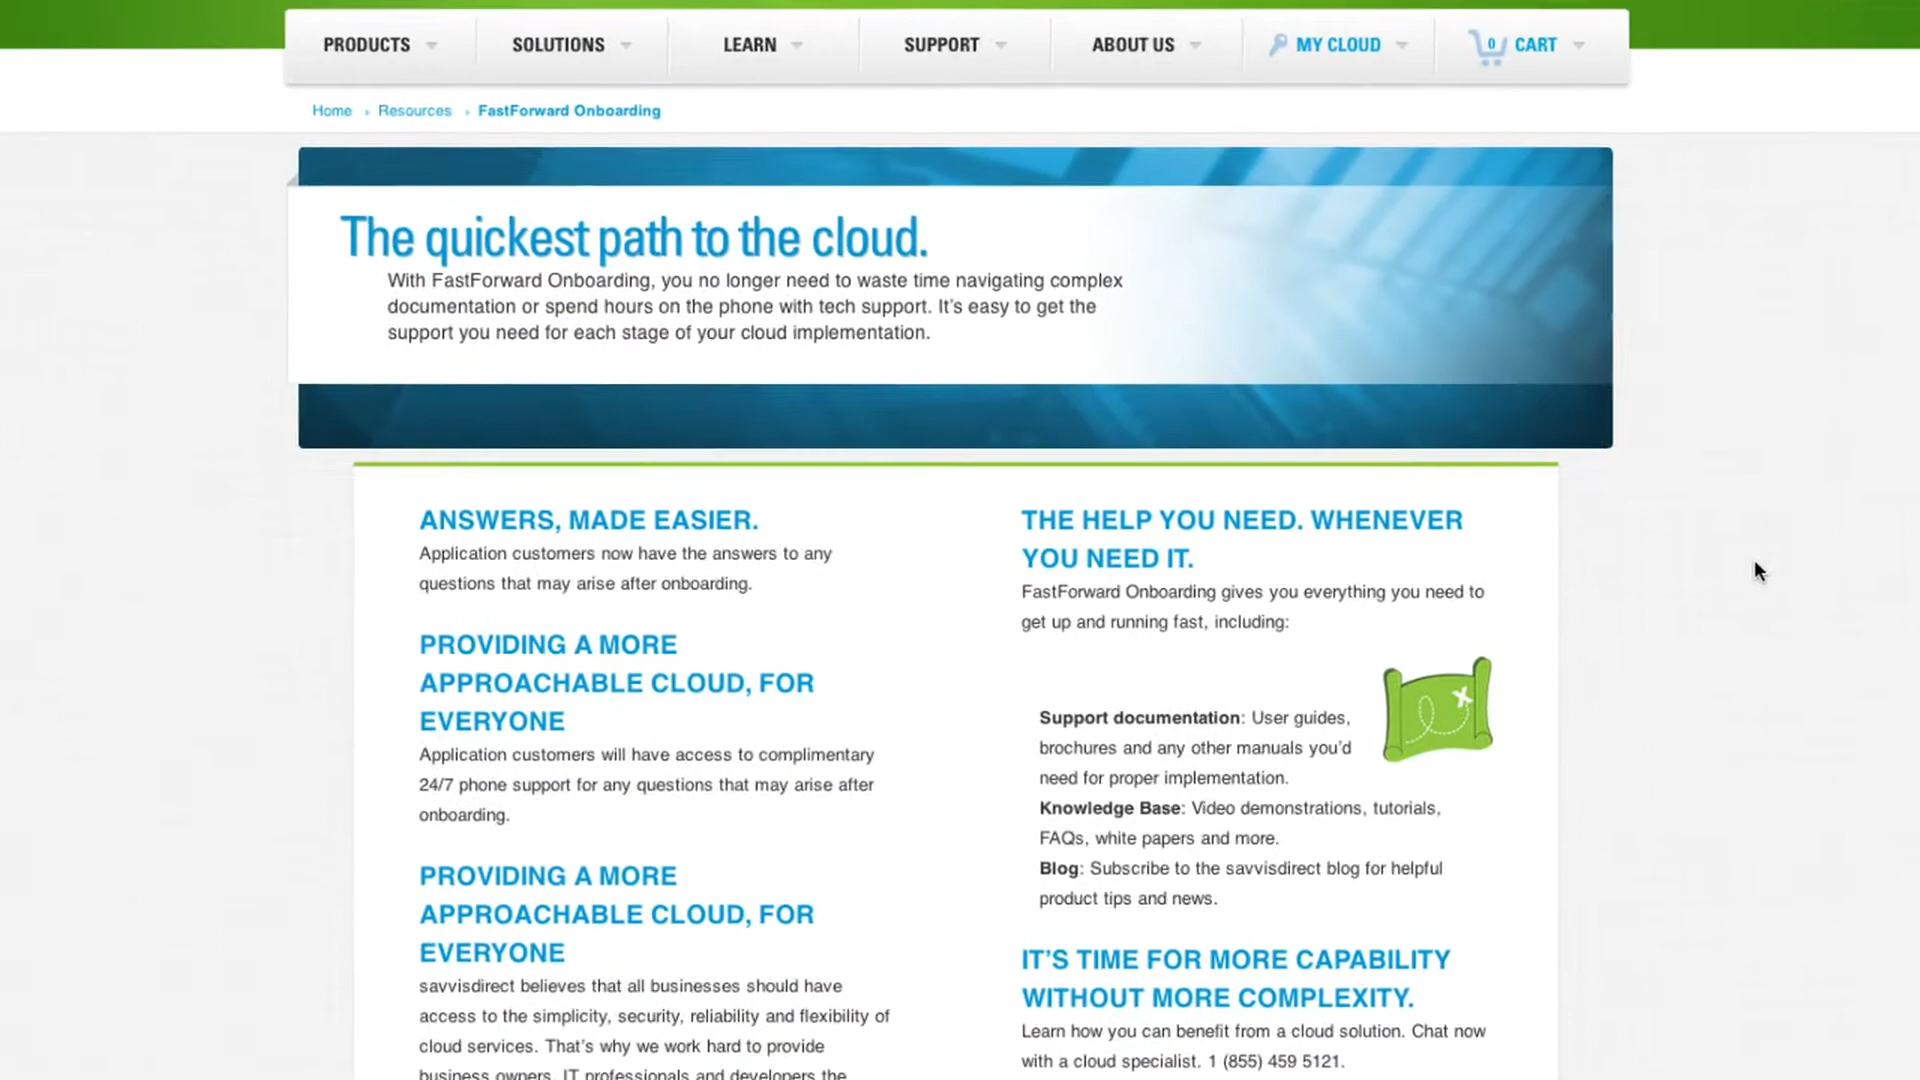 PRODUCTS
SOLUTIONS
LEARN
SUPPORT
ABOUT US
MY CLOUD
0 CART
Home
Resources
FastForward Onboarding
The quickest path to the cloud.
With FastForward Onboarding, you no longer need to waste time navigating complex
documentation or spend hours on the phone with tech support. It's easy to get the
support you need for each stage of your cloud implementation.
ANSWERS, MADE EASIER.
Application customers now have the answers to any
questions that may arise after onboarding.
PROVIDING A MORE
APPROACHABLE CLOUD, FOR
EVERYONE
Application customers will have access to complimentary
24/7 phone support for any questions that may arise after
onboarding.
PROVIDING A MORE
APPROACHABLE CLOUD, FOR
EVERYONE
savvisdirect believes that all businesses should have
access to the simplicity, security, reliability and flexibility of
cloud services. That's why we work hard to provide
business owners, IT professionals and developers the
THE HELP YOU NEED. WHENEVER
YOU NEED IT.
FastForward Onboarding gives you everything you need to
get up and running fast, including:
Support documentation: User guides,
brochures and any other manuals you'd
need for proper implementation.
Knowledge Base: Video demonstrations, tutorials,
FAQs, white papers and more.
Blog: Subscribe to the savvisdirect blog for helpful
product tips and news.
IT'S TIME FOR MORE CAPABILITY
WITHOUT MORE COMPLEXITY.
Learn how you can benefit from a cloud solution. Chat now
with a cloud specialist. 1 (855) 459 5121.